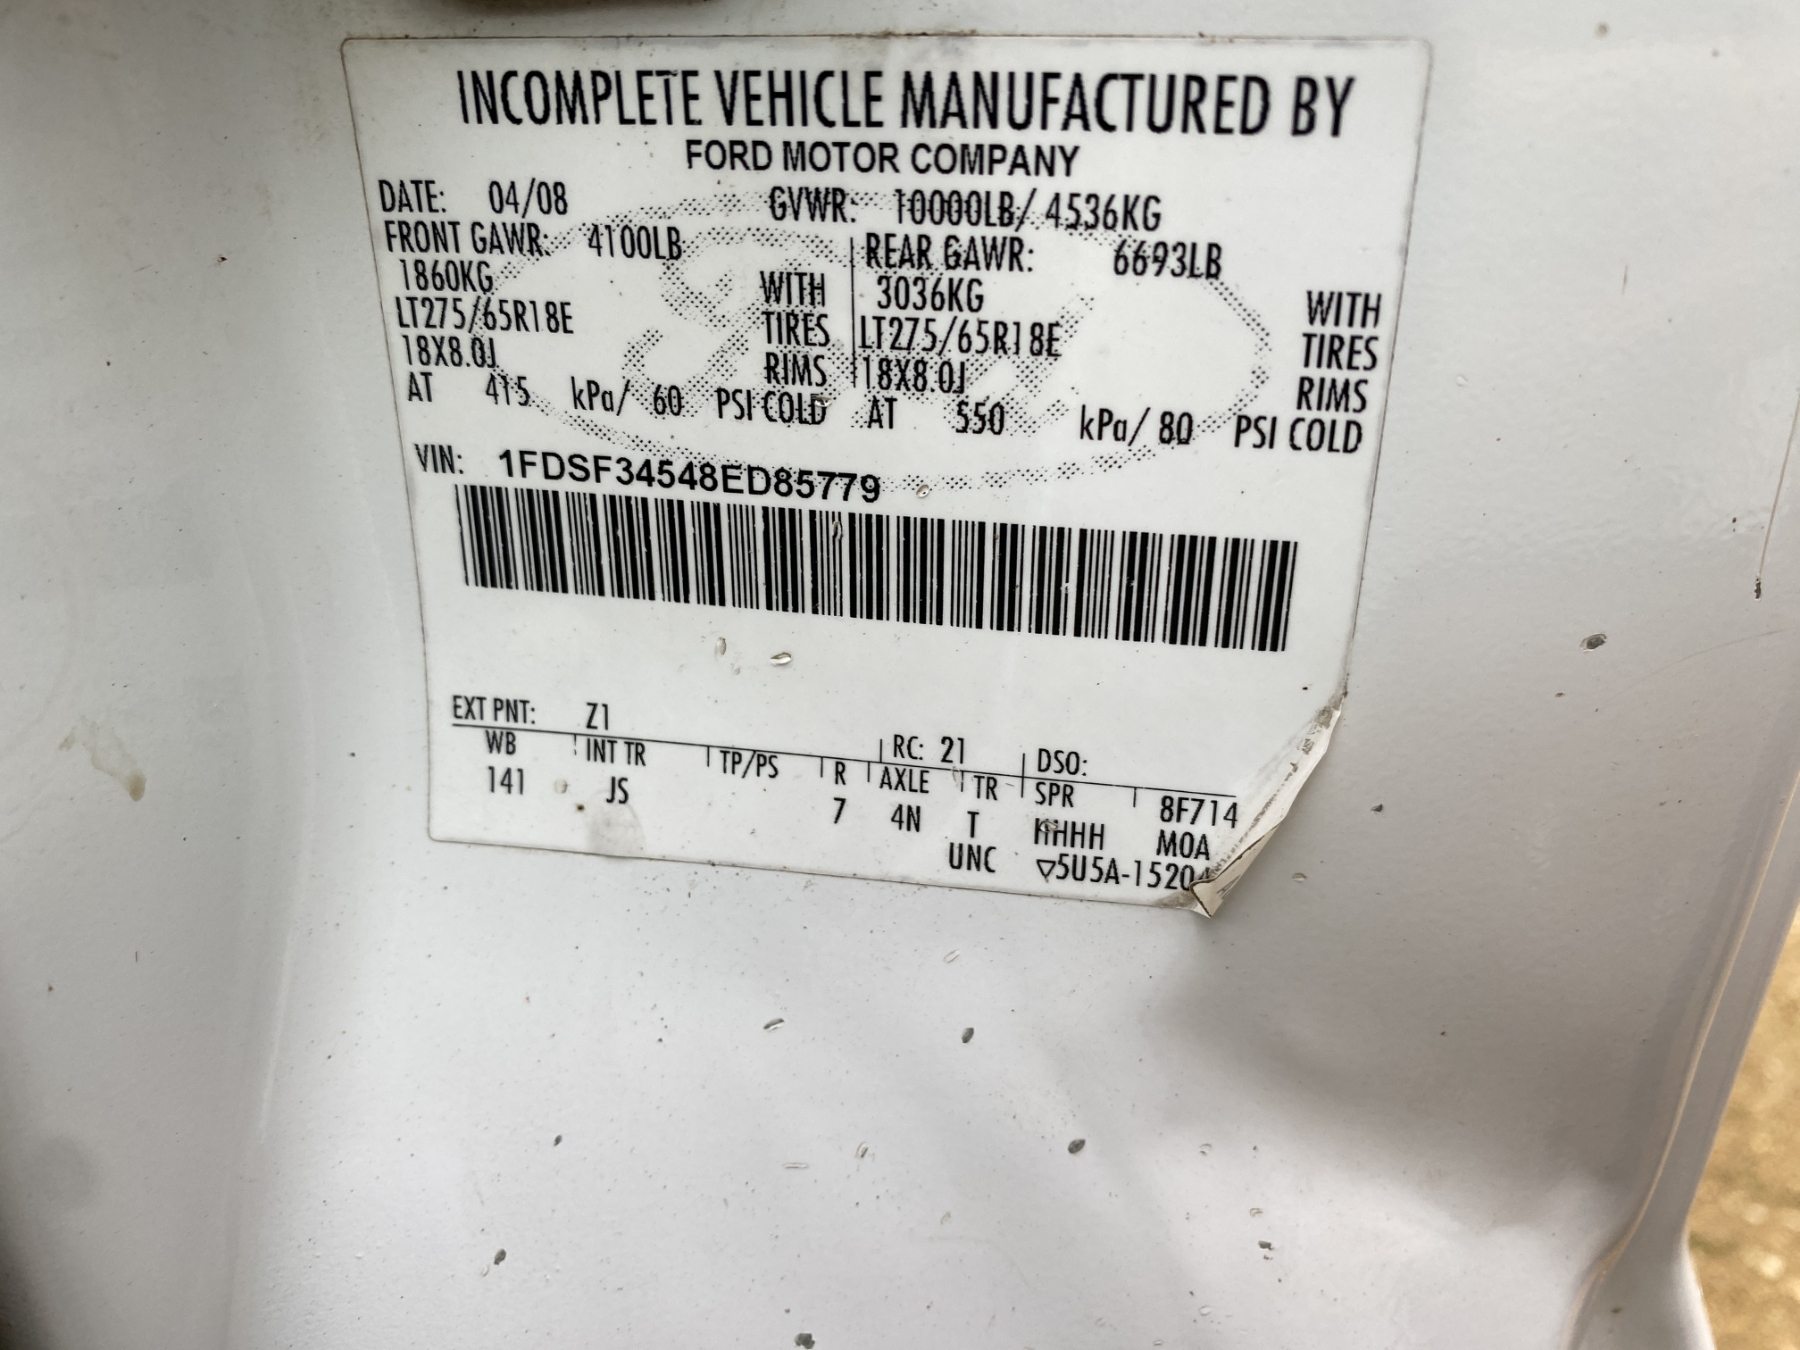 INCOMPLETE VEHICLE MANUFACTURED BY
FORD MOTOR COMPANY
DATE: 04/08 GVWR: 10000LB/ 4536KG
FRONT GAWR: 4100LB REAR GAWR: 6693LB
1860KG WITH 3036KG WITH
LT275/65R18E TIRES LT275/65R18E TIRES
18X8.0J RIMS 18X8.0J RIMS
AT 415 kPa/ 60 PSI COLD AT 550 kPa/ 80 PSI COLD
VIN: 1FDSF34548ED85779
EXT PNT: Z1 RC: 21 DSO:
WB INT TR TP/PS R AXLE TR SPR 8F714
141 JS 7 4N T HHHH MOA
UNC ▽5U5A-15204